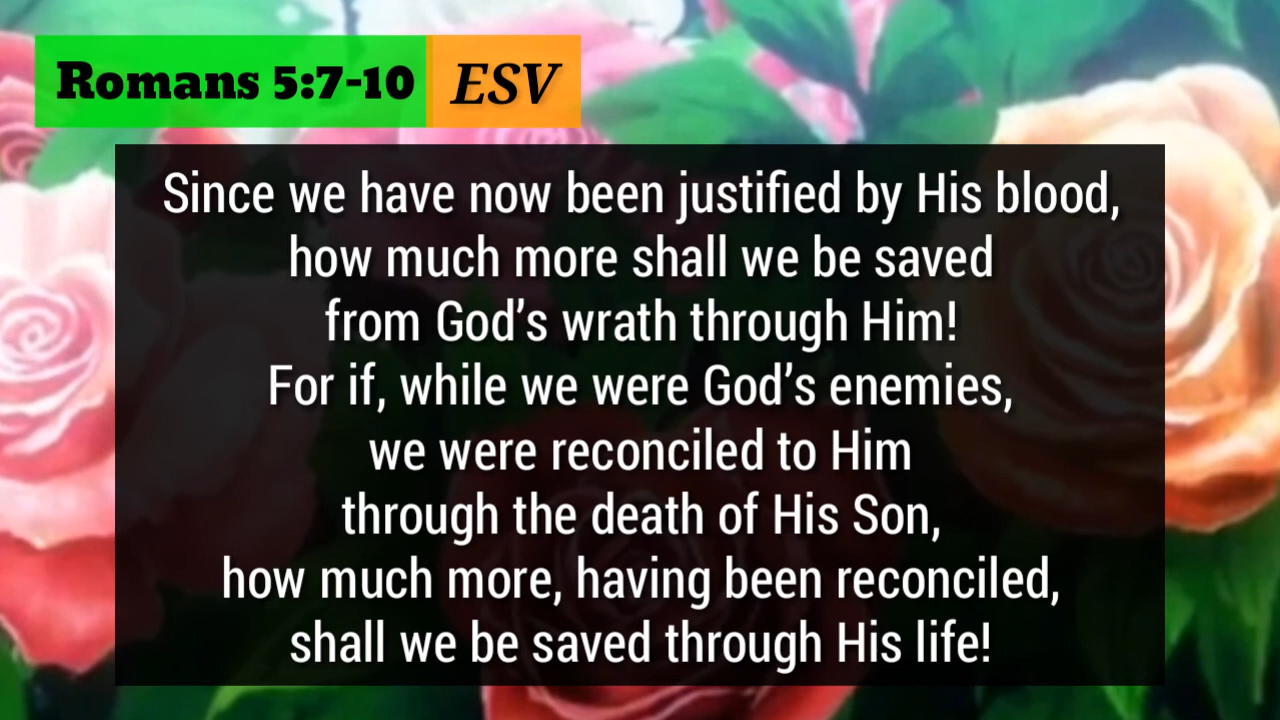 Romans 5:7-10 ESV
Since we have now been justified by His blood,
how much more shall we be saved
from God’s wrath through Him!
For if, while we were God’s enemies,
we were reconciled to Him
through the death of His Son,
how much more, having been reconciled,
shall we be saved through His life!